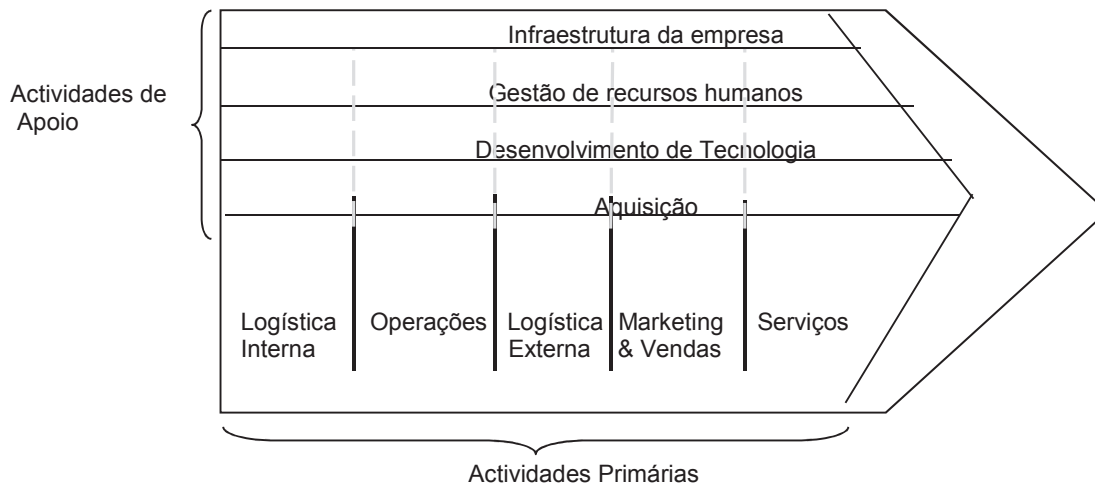 Infraestrutura da empresa
Actividades de
Apoio
Gestão de recursos humanos
Desenvolvimento de Tecnologia
Aquisição
Logística
Interna
Operações
Logística
Externa
Marketing
& Vendas
Serviços
Actividades Primárias